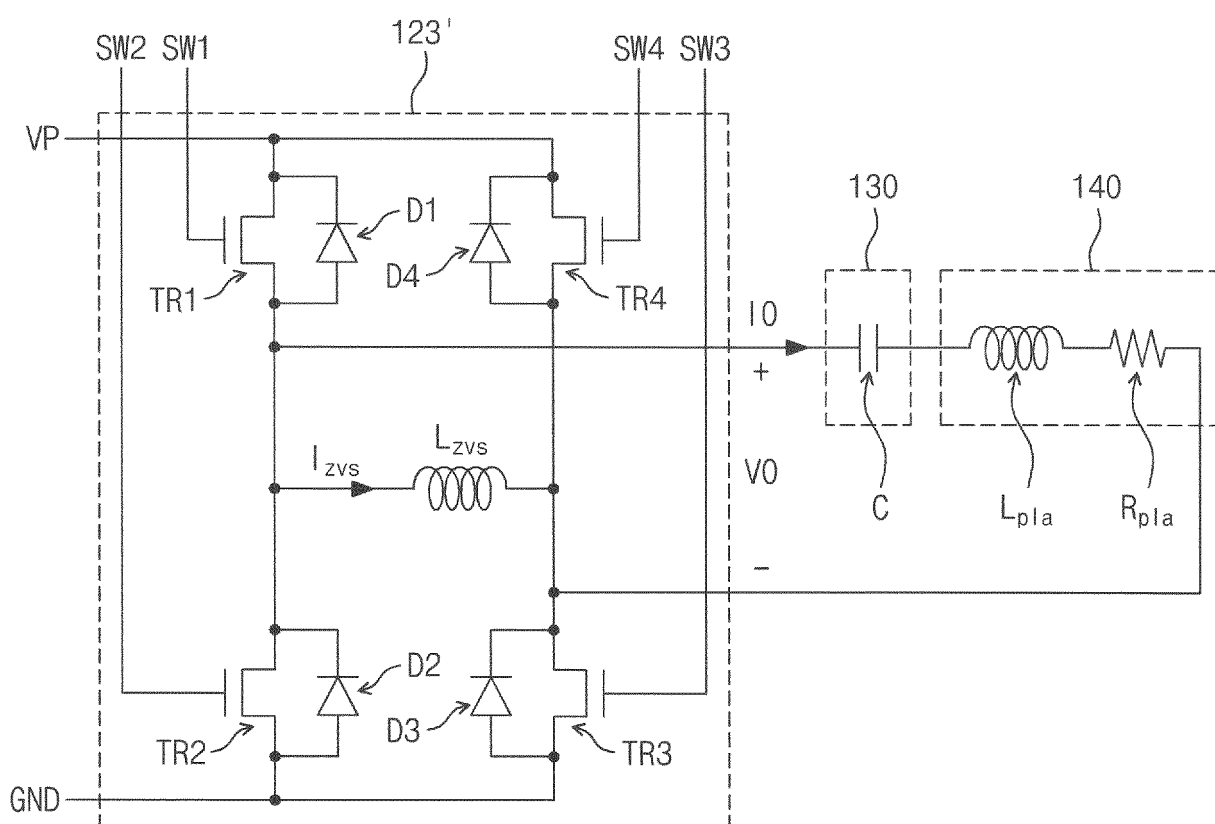 123'
SW2 SW1 SW4 SW3
VP
D1
D4
TR1
TR4
130
140
IO
+
Izvs
Lzvs
VO
C
Lpla
Rpla
−
D2
D3
TR2
TR3
GND